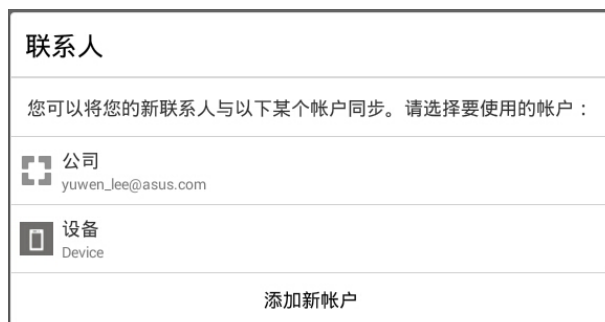 联系人
您可以将您的新联系人与以下某个帐户同步。请选择要使用的帐户：
公司
yuwen_lee@asus.com
设备
Device
添加新帐户